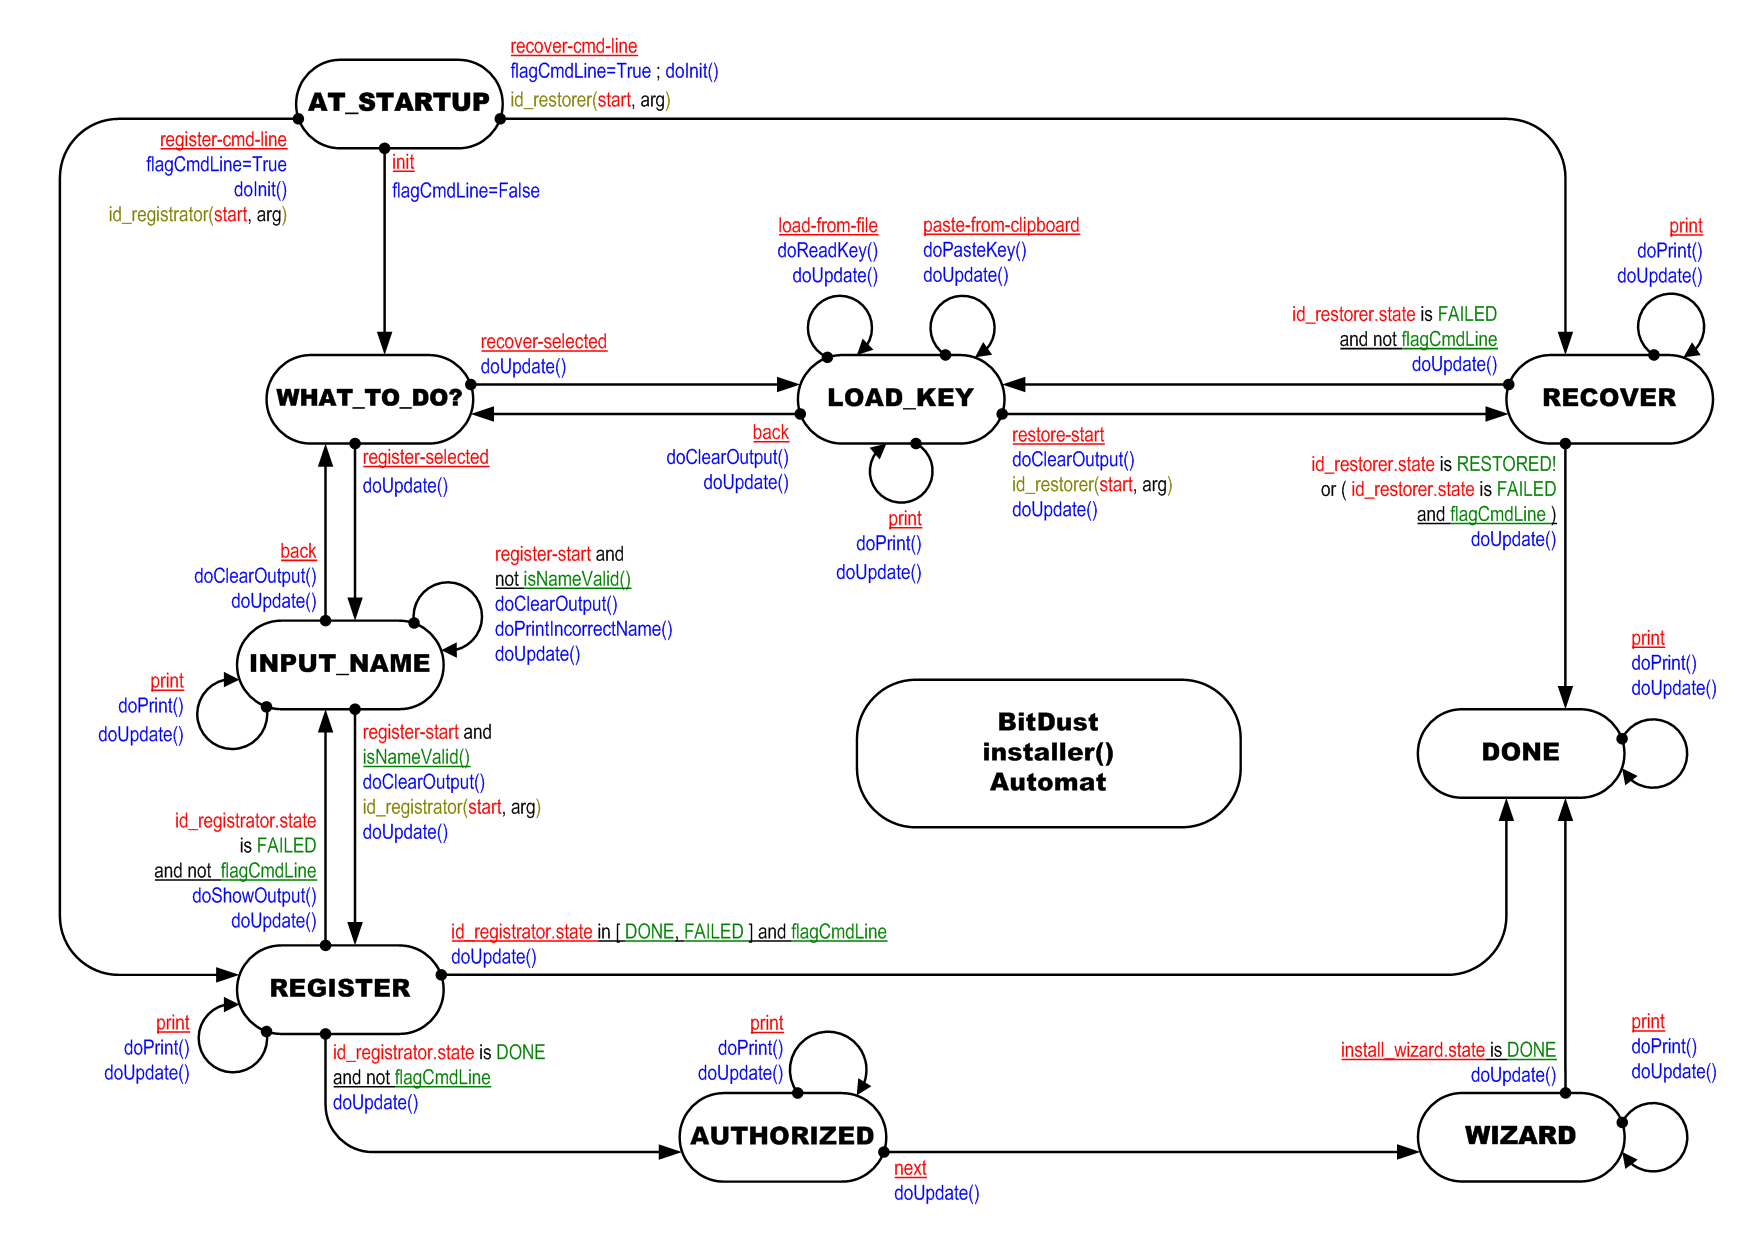 recover-cmd-line
flagCmdLine=True ; doInit()
id_restorer(start, arg)
AT_STARTUP
register-cmd-line
flagCmdLine=True
doInit()
id_registrator(start, arg)
init
flagCmdLine=False
load-from-file
doReadKey()
doUpdate()
paste-from-clipboard
doPasteKey()
doUpdate()
print
doPrint()
doUpdate()
id_restorer.state is FAILED
and not flagCmdLine
doUpdate()
recover-selected
doUpdate()
WHAT_TO_DO?
LOAD_KEY
RECOVER
back
doClearOutput()
doUpdate()
restore-start
doClearOutput()
id_restorer(start, arg)
doUpdate()
id_restorer.state is RESTORED!
or ( id_restorer.state is FAILED
and flagCmdLine )
doUpdate()
register-selected
doUpdate()
print
doPrint()
doUpdate()
back
doClearOutput()
doUpdate()
register-start and
not isNameValid()
doClearOutput()
doPrintIncorrectName()
doUpdate()
INPUT_NAME
print
doPrint()
doUpdate()
print
doPrint()
doUpdate()
register-start and
isNameValid()
doClearOutput()
id_registrator(start, arg)
doUpdate()
BitDust
installer()
Automat
DONE
id_registrator.state
is FAILED
and not flagCmdLine
doShowOutput()
doUpdate()
id_registrator.state in [ DONE, FAILED ] and flagCmdLine
doUpdate()
REGISTER
print
doPrint()
doUpdate()
id_registrator.state is DONE
and not flagCmdLine
doUpdate()
print
doPrint()
doUpdate()
install_wizard.state is DONE
doUpdate()
print
doPrint()
doUpdate()
AUTHORIZED
WIZARD
next
doUpdate()